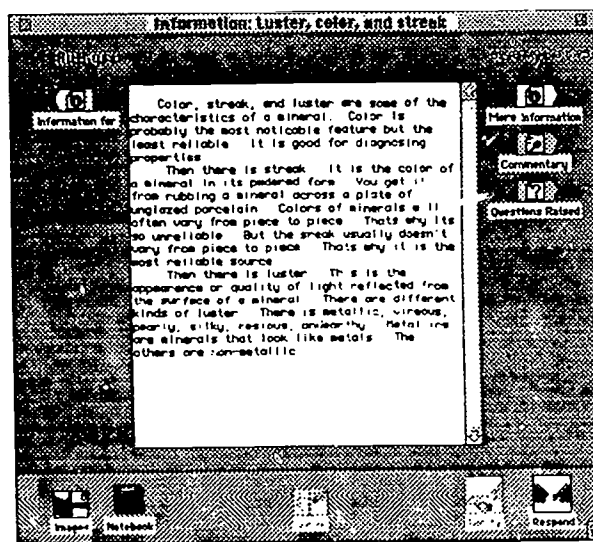 Information: Luster, color, and streak
Information for
More Information
Commentary
Questions Raised
Color, streak, and luster are some of the
characteristics of a mineral. Color is
probably the most noticable feature but the
least reliable It is good for diagnosing
properties
Then there is streak It is the color of
a mineral in its powdered form You get it
from rubbing a mineral across a plate of
unglazed porcelain Colors of minerals will
often vary from piece to piece Thats why its
so unreliable But the sreak usually doesn't
vary from piece to piece Thats why it is the
most reliable source
Then there is luster This is the
appearance or quality of light reflected from
the surface of a mineral There are different
kinds of luster There is metallic, vireous,
pearly, silky, resious, an earthy
are minerals that look like metals The
others are non-metallic
Images
Notebook
Respond